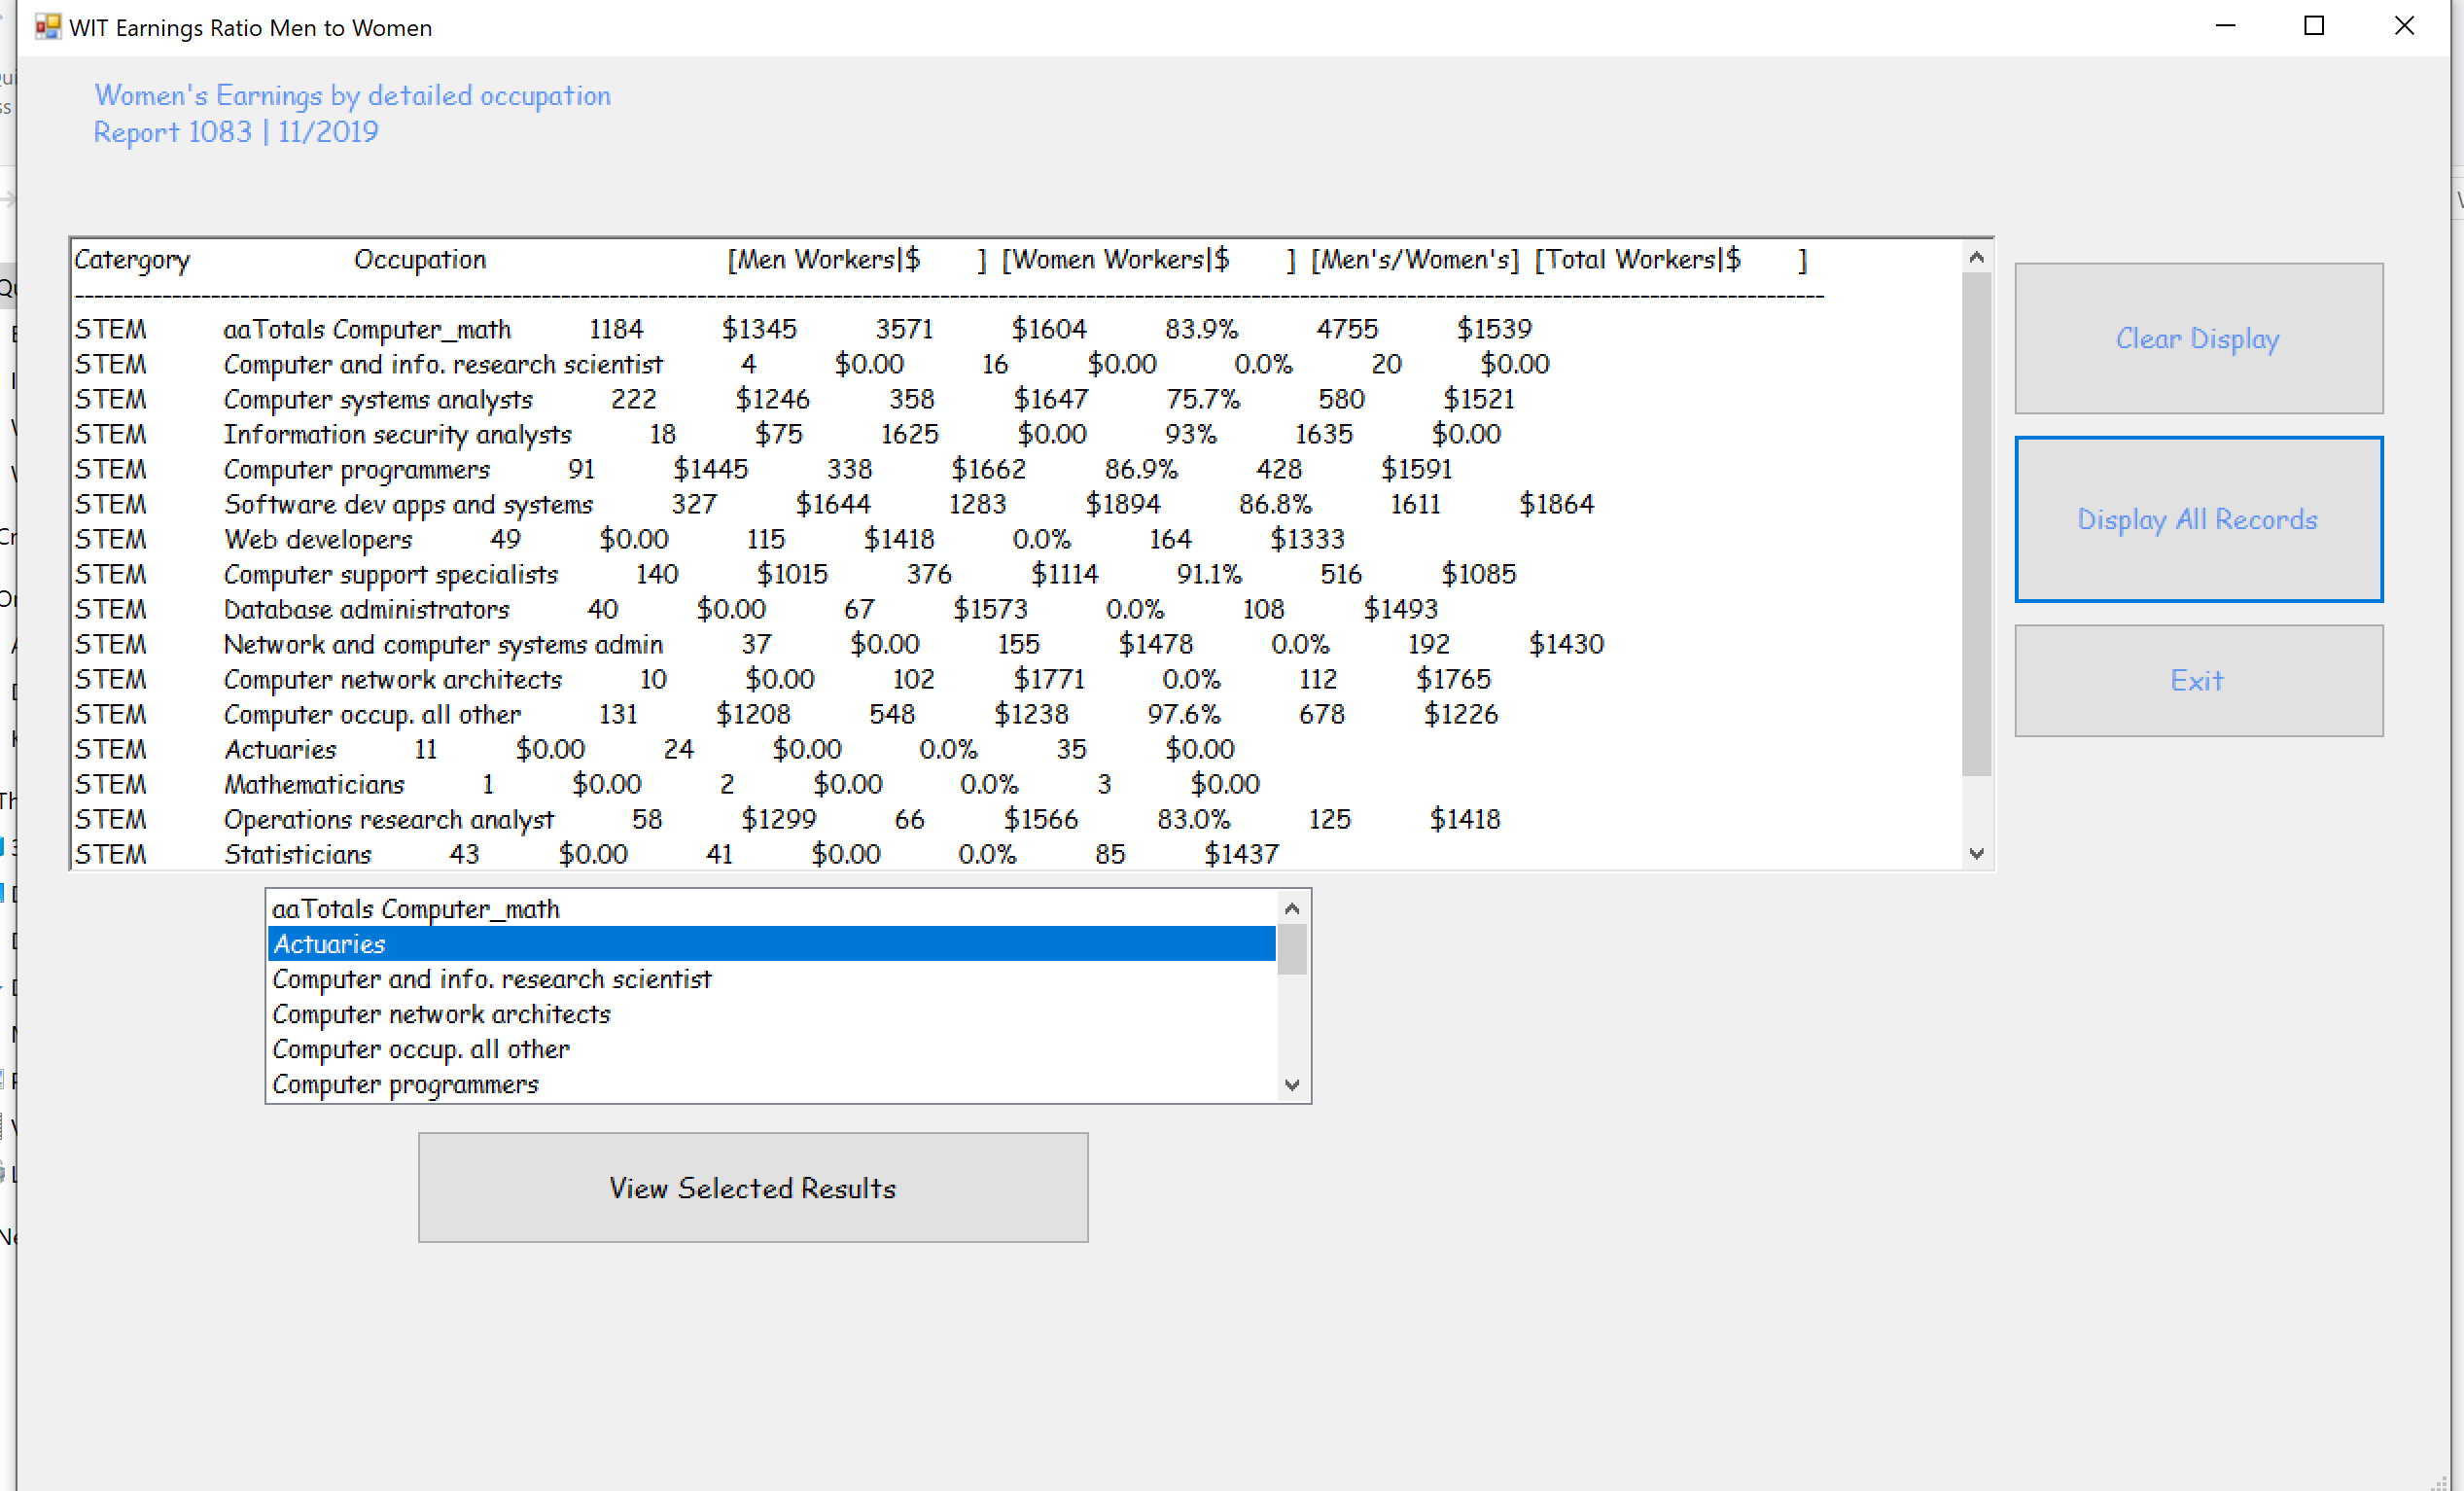 WIT Earnings Ratio Men to Women
Women's Earnings by detailed occupation
Report 1083 | 11/2019
Catergory Occupation [Men Workers|$ ] [Women Workers|$ ] [Men's/Women's] [Total Workers|$ ]
STEM aaTotals Computer_math 1184 $1345 3571 $1604 83.9% 4755 $1539
STEM Computer and info. research scientist 4 $0.00 16 $0.00 0.0% 20 $0.00
STEM Computer systems analysts 222 $1246 358 $1647 75.7% 580 $1521
STEM Information security analysts 18 $75 1625 $0.00 93% 1635 $0.00
STEM Computer programmers 91 $1445 338 $1662 86.9% 428 $1591
STEM Software dev apps and systems 327 $1644 1283 $1894 86.8% 1611 $1864
STEM Web developers 49 $0.00 115 $1418 0.0% 164 $1333
STEM Computer support specialists 140 $1015 376 $1114 91.1% 516 $1085
STEM Database administrators 40 $0.00 67 $1573 0.0% 108 $1493
STEM Network and computer systems admin 37 $0.00 155 $1478 0.0% 192 $1430
STEM Computer network architects 10 $0.00 102 $1771 0.0% 112 $1765
STEM Computer occup. all other 131 $1208 548 $1238 97.6% 678 $1226
STEM Actuaries 11 $0.00 24 $0.00 0.0% 35 $0.00
STEM Mathematicians 1 $0.00 2 $0.00 0.0% 3 $0.00
STEM Operations research analyst 58 $1299 66 $1566 83.0% 125 $1418
STEM Statisticians 43 $0.00 41 $0.00 0.0% 85 $1437
Clear Display
Display All Records
Exit
aaTotals Computer_math
Actuaries
Computer and info. research scientist
Computer network architects
Computer occup. all other
Computer programmers
View Selected Results